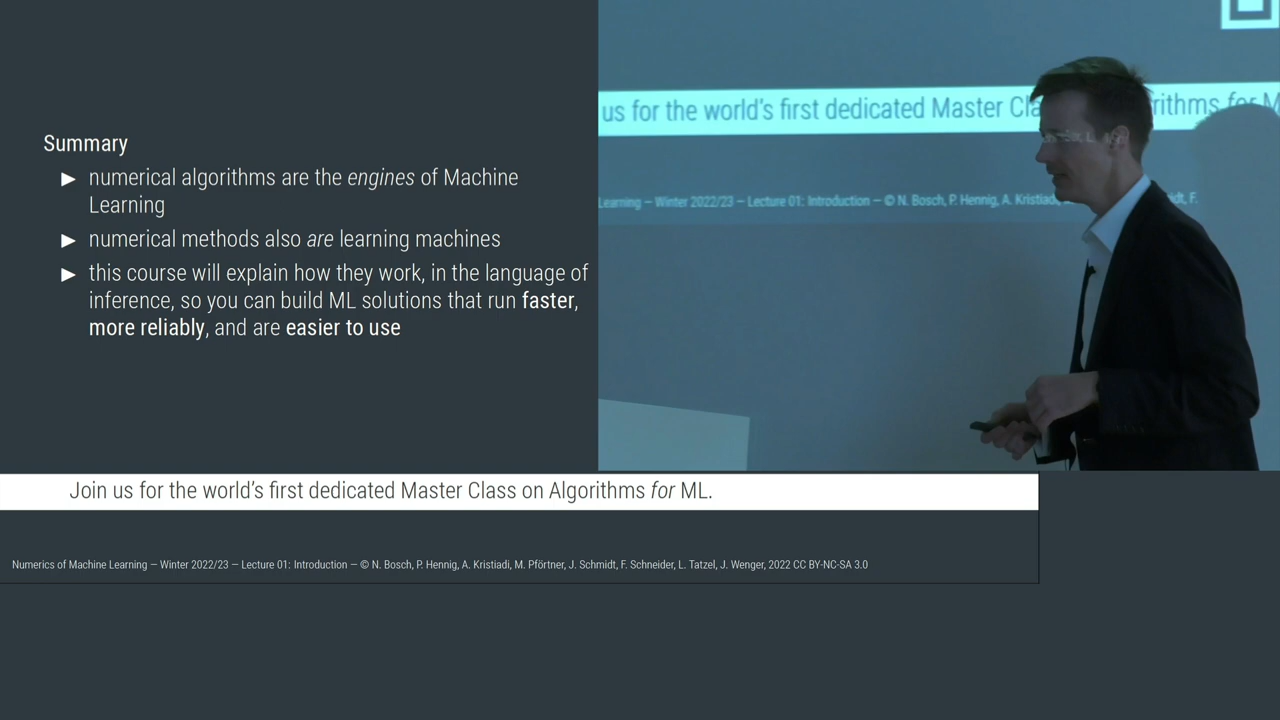 Summary
▶ numerical algorithms are the engines of Machine
Learning
▶ numerical methods also are learning machines
▶ this course will explain how they work, in the language of
inference, so you can build ML solutions that run faster,
more reliably, and are easier to use
us for the world's first dedicated Master Cla rithms for M
Learning — Winter 2022/23 — Lecture 01: Introduction — © N. Bosch, P. Hennig, A. Kristiadi, dt, F.
Join us for the world's first dedicated Master Class on Algorithms for ML.
Numerics of Machine Learning — Winter 2022/23 — Lecture 01: Introduction — © N. Bosch, P. Hennig, A. Kristiadi, M. Pförtner, J. Schmidt, F. Schneider, L. Tatzel, J. Wenger, 2022 CC BY-NC-SA 3.0